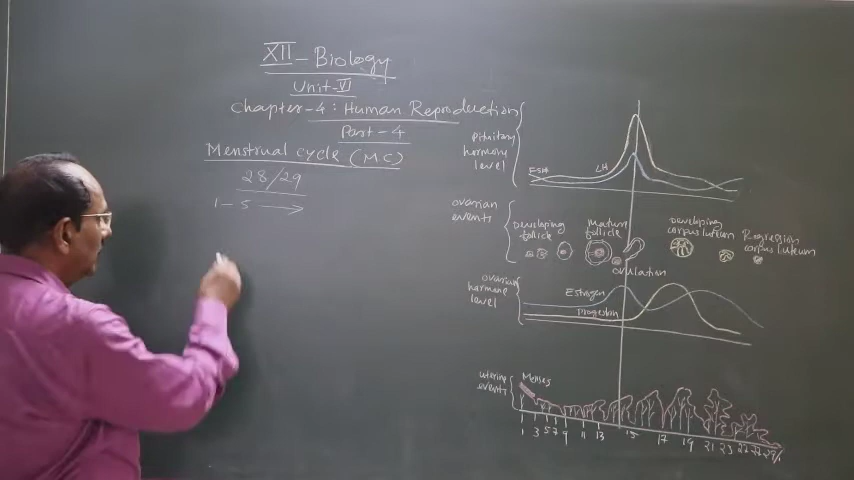 XII - Biology
Unit-VI
Chapter-4: Human Reproduction
Part-4
Menstrual cycle (MC)
28/29
1-5 →
Pituitary
hormone
level
FSH
LH
ovarian
events
Developing
follicle
Mature
follicle
ovulation
Developing
corpus luteum
Regression
corpus luteum
ovarian
hormone
level
Estrogen
uterine
events
Menses
1 3 5 7 9 11 13 15 17 19 21 23